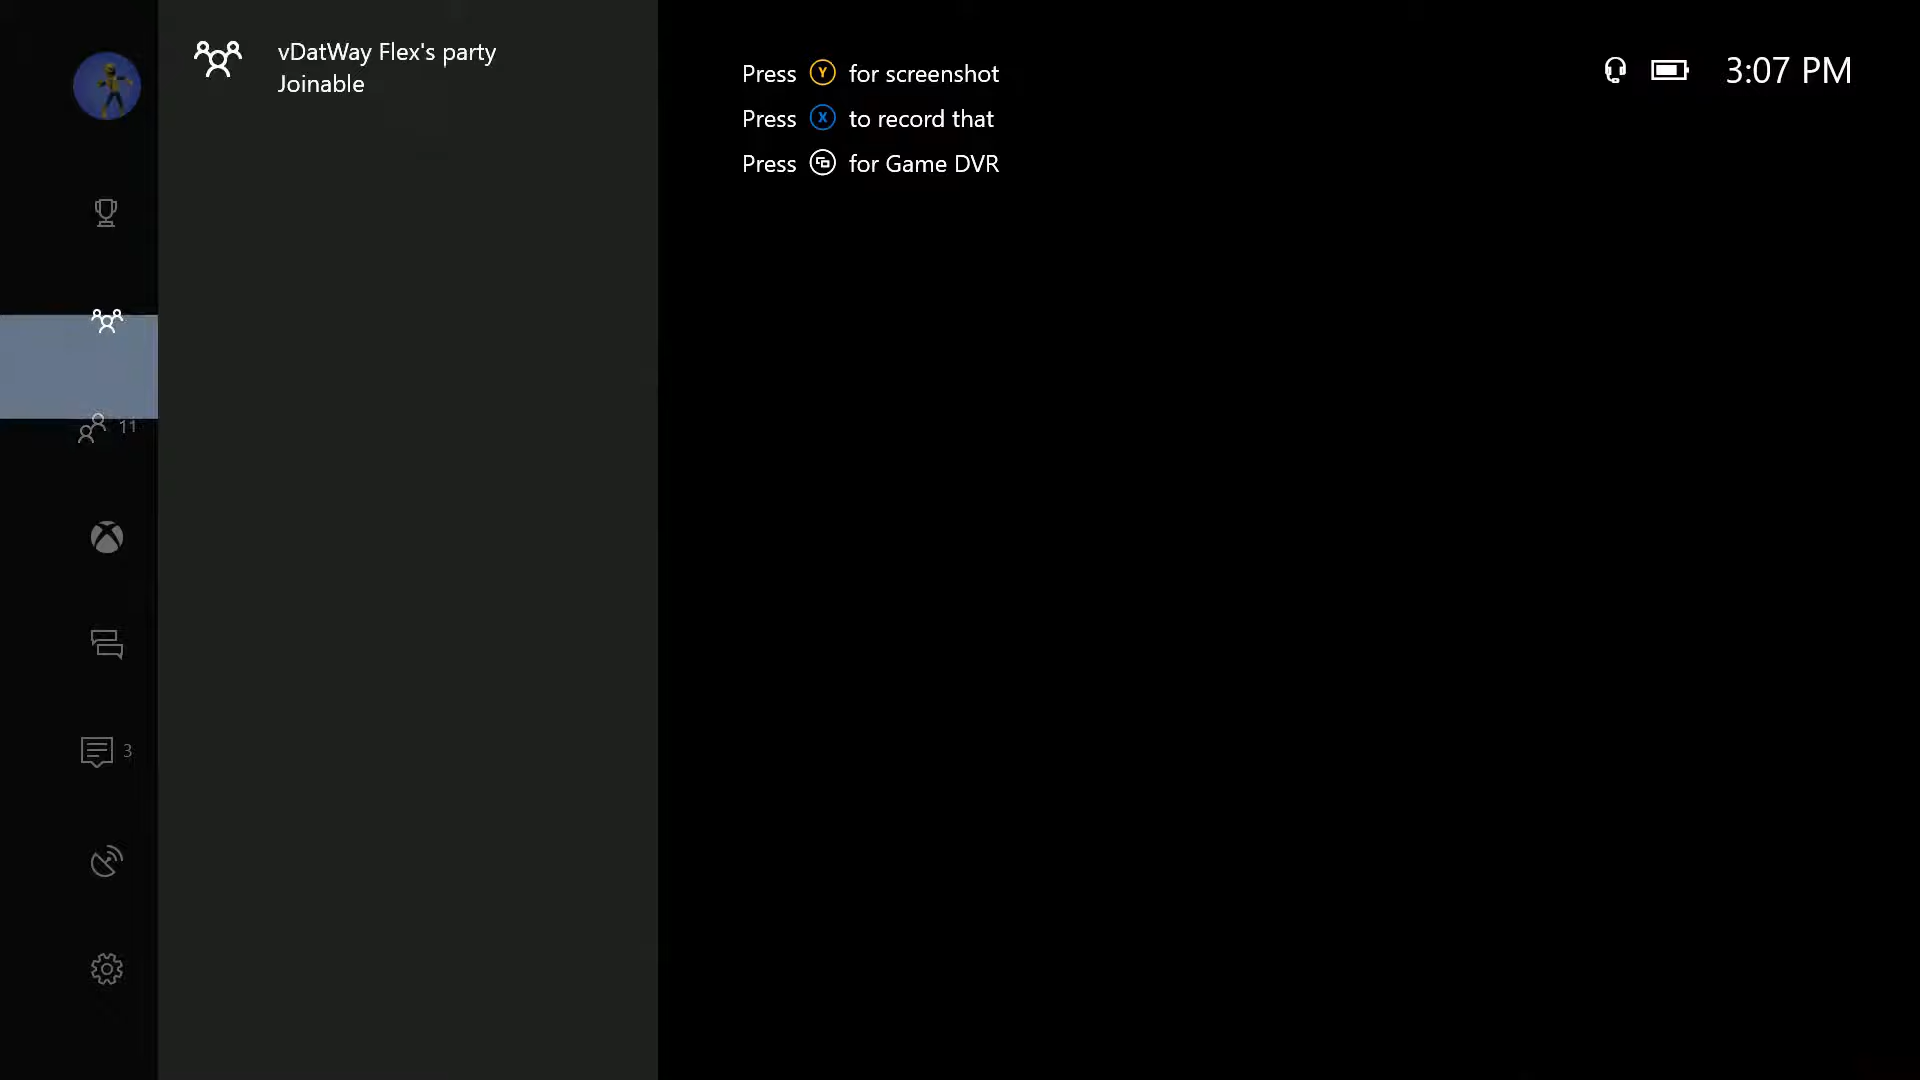 vDatWay Flex's party
Joinable
Press Y for screenshot
Press X to record that
Press for Game DVR
3:07 PM
11
3